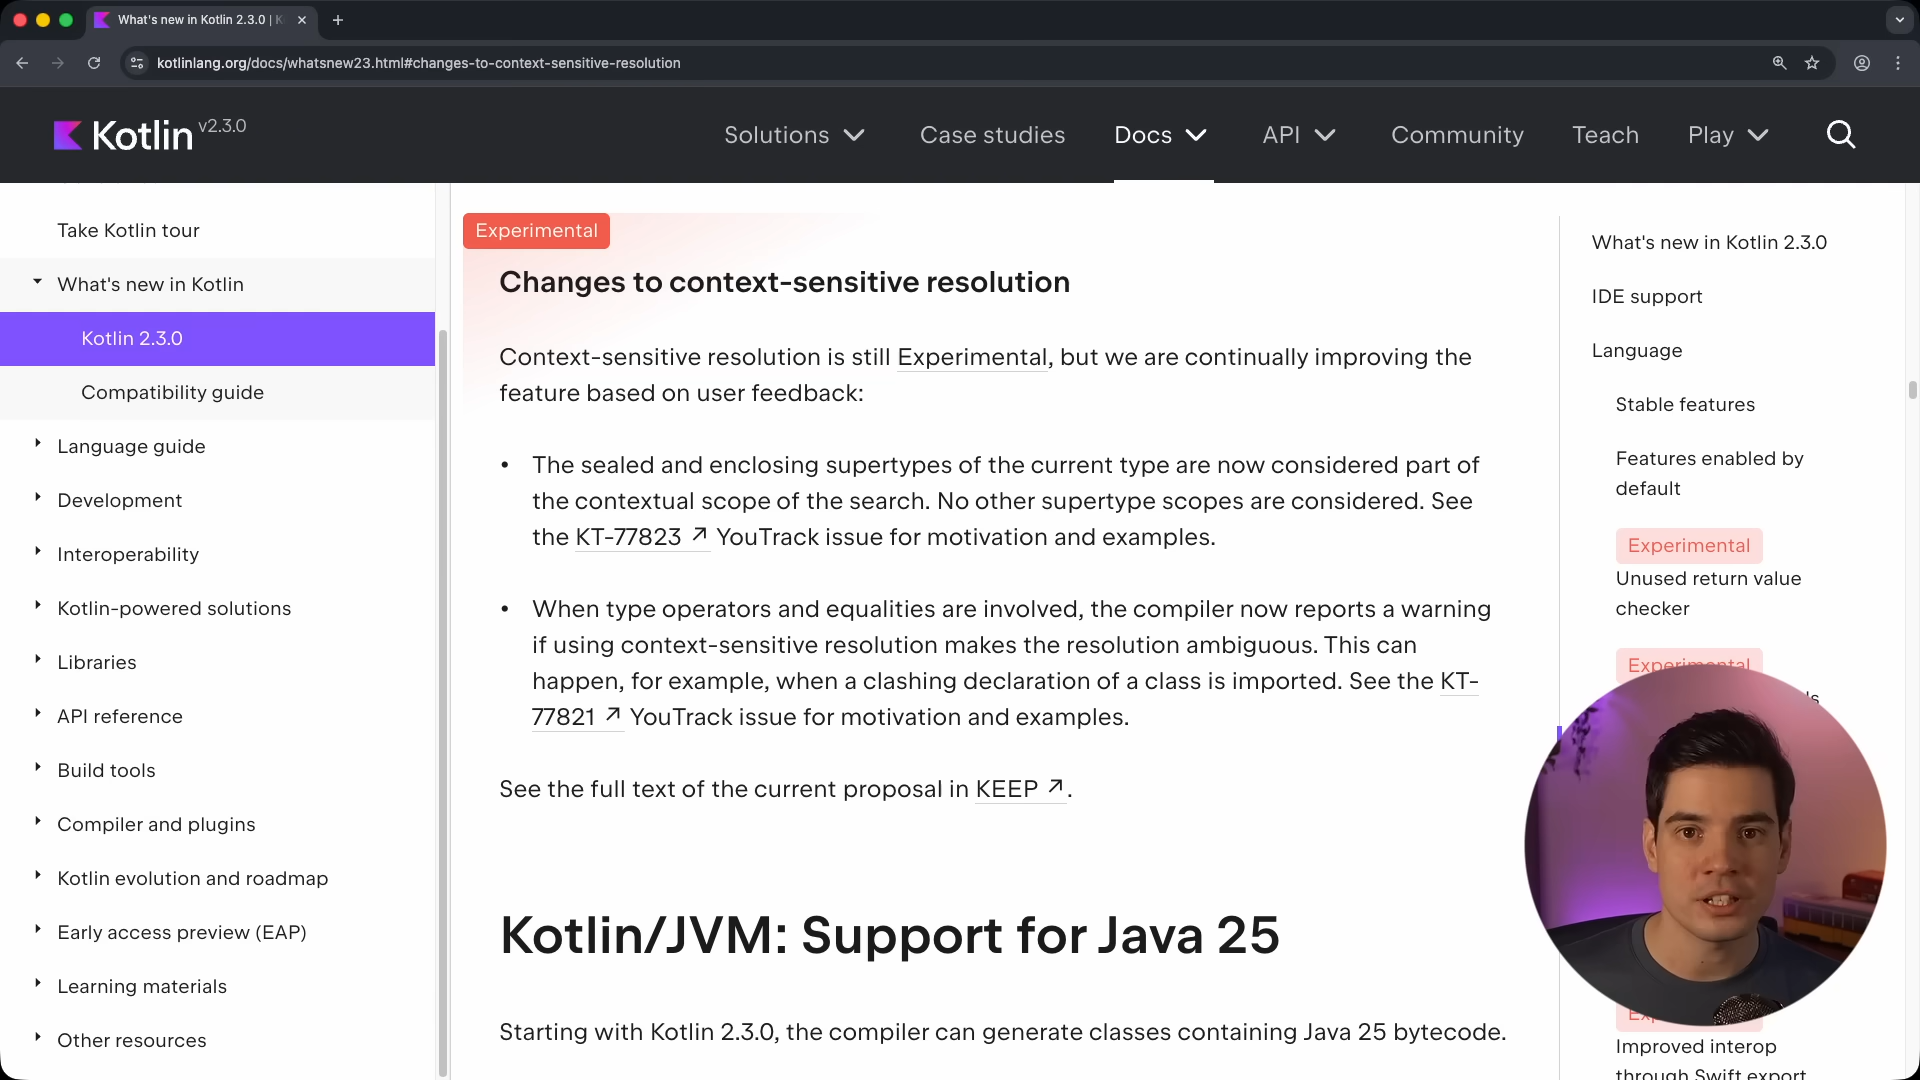 What's new in Kotlin 2.3.0 |
kotlinlang.org/docs/whatsnew23.html#changes-to-context-sensitive-resolution
Kotlin v2.3.0
Solutions
Case studies
Docs
API
Community
Teach
Play
Take Kotlin tour
What's new in Kotlin
Kotlin 2.3.0
Compatibility guide
Language guide
Development
Interoperability
Kotlin-powered solutions
Libraries
API reference
Build tools
Compiler and plugins
Kotlin evolution and roadmap
Early access preview (EAP)
Learning materials
Other resources
Experimental
Changes to context-sensitive resolution
Context-sensitive resolution is still Experimental, but we are continually improving the
feature based on user feedback:
• The sealed and enclosing supertypes of the current type are now considered part of
the contextual scope of the search. No other supertype scopes are considered. See
the KT-77823 ↗ YouTrack issue for motivation and examples.
• When type operators and equalities are involved, the compiler now reports a warning
if using context-sensitive resolution makes the resolution ambiguous. This can
happen, for example, when a clashing declaration of a class is imported. See the KT-
77821 ↗ YouTrack issue for motivation and examples.
See the full text of the current proposal in KEEP ↗.
Kotlin/JVM: Support for Java 25
Starting with Kotlin 2.3.0, the compiler can generate classes containing Java 25 bytecode.
What's new in Kotlin 2.3.0
IDE support
Language
Stable features
Features enabled by
default
Experimental
Unused return value
checker
Experimental
Improved interop
through Swift export